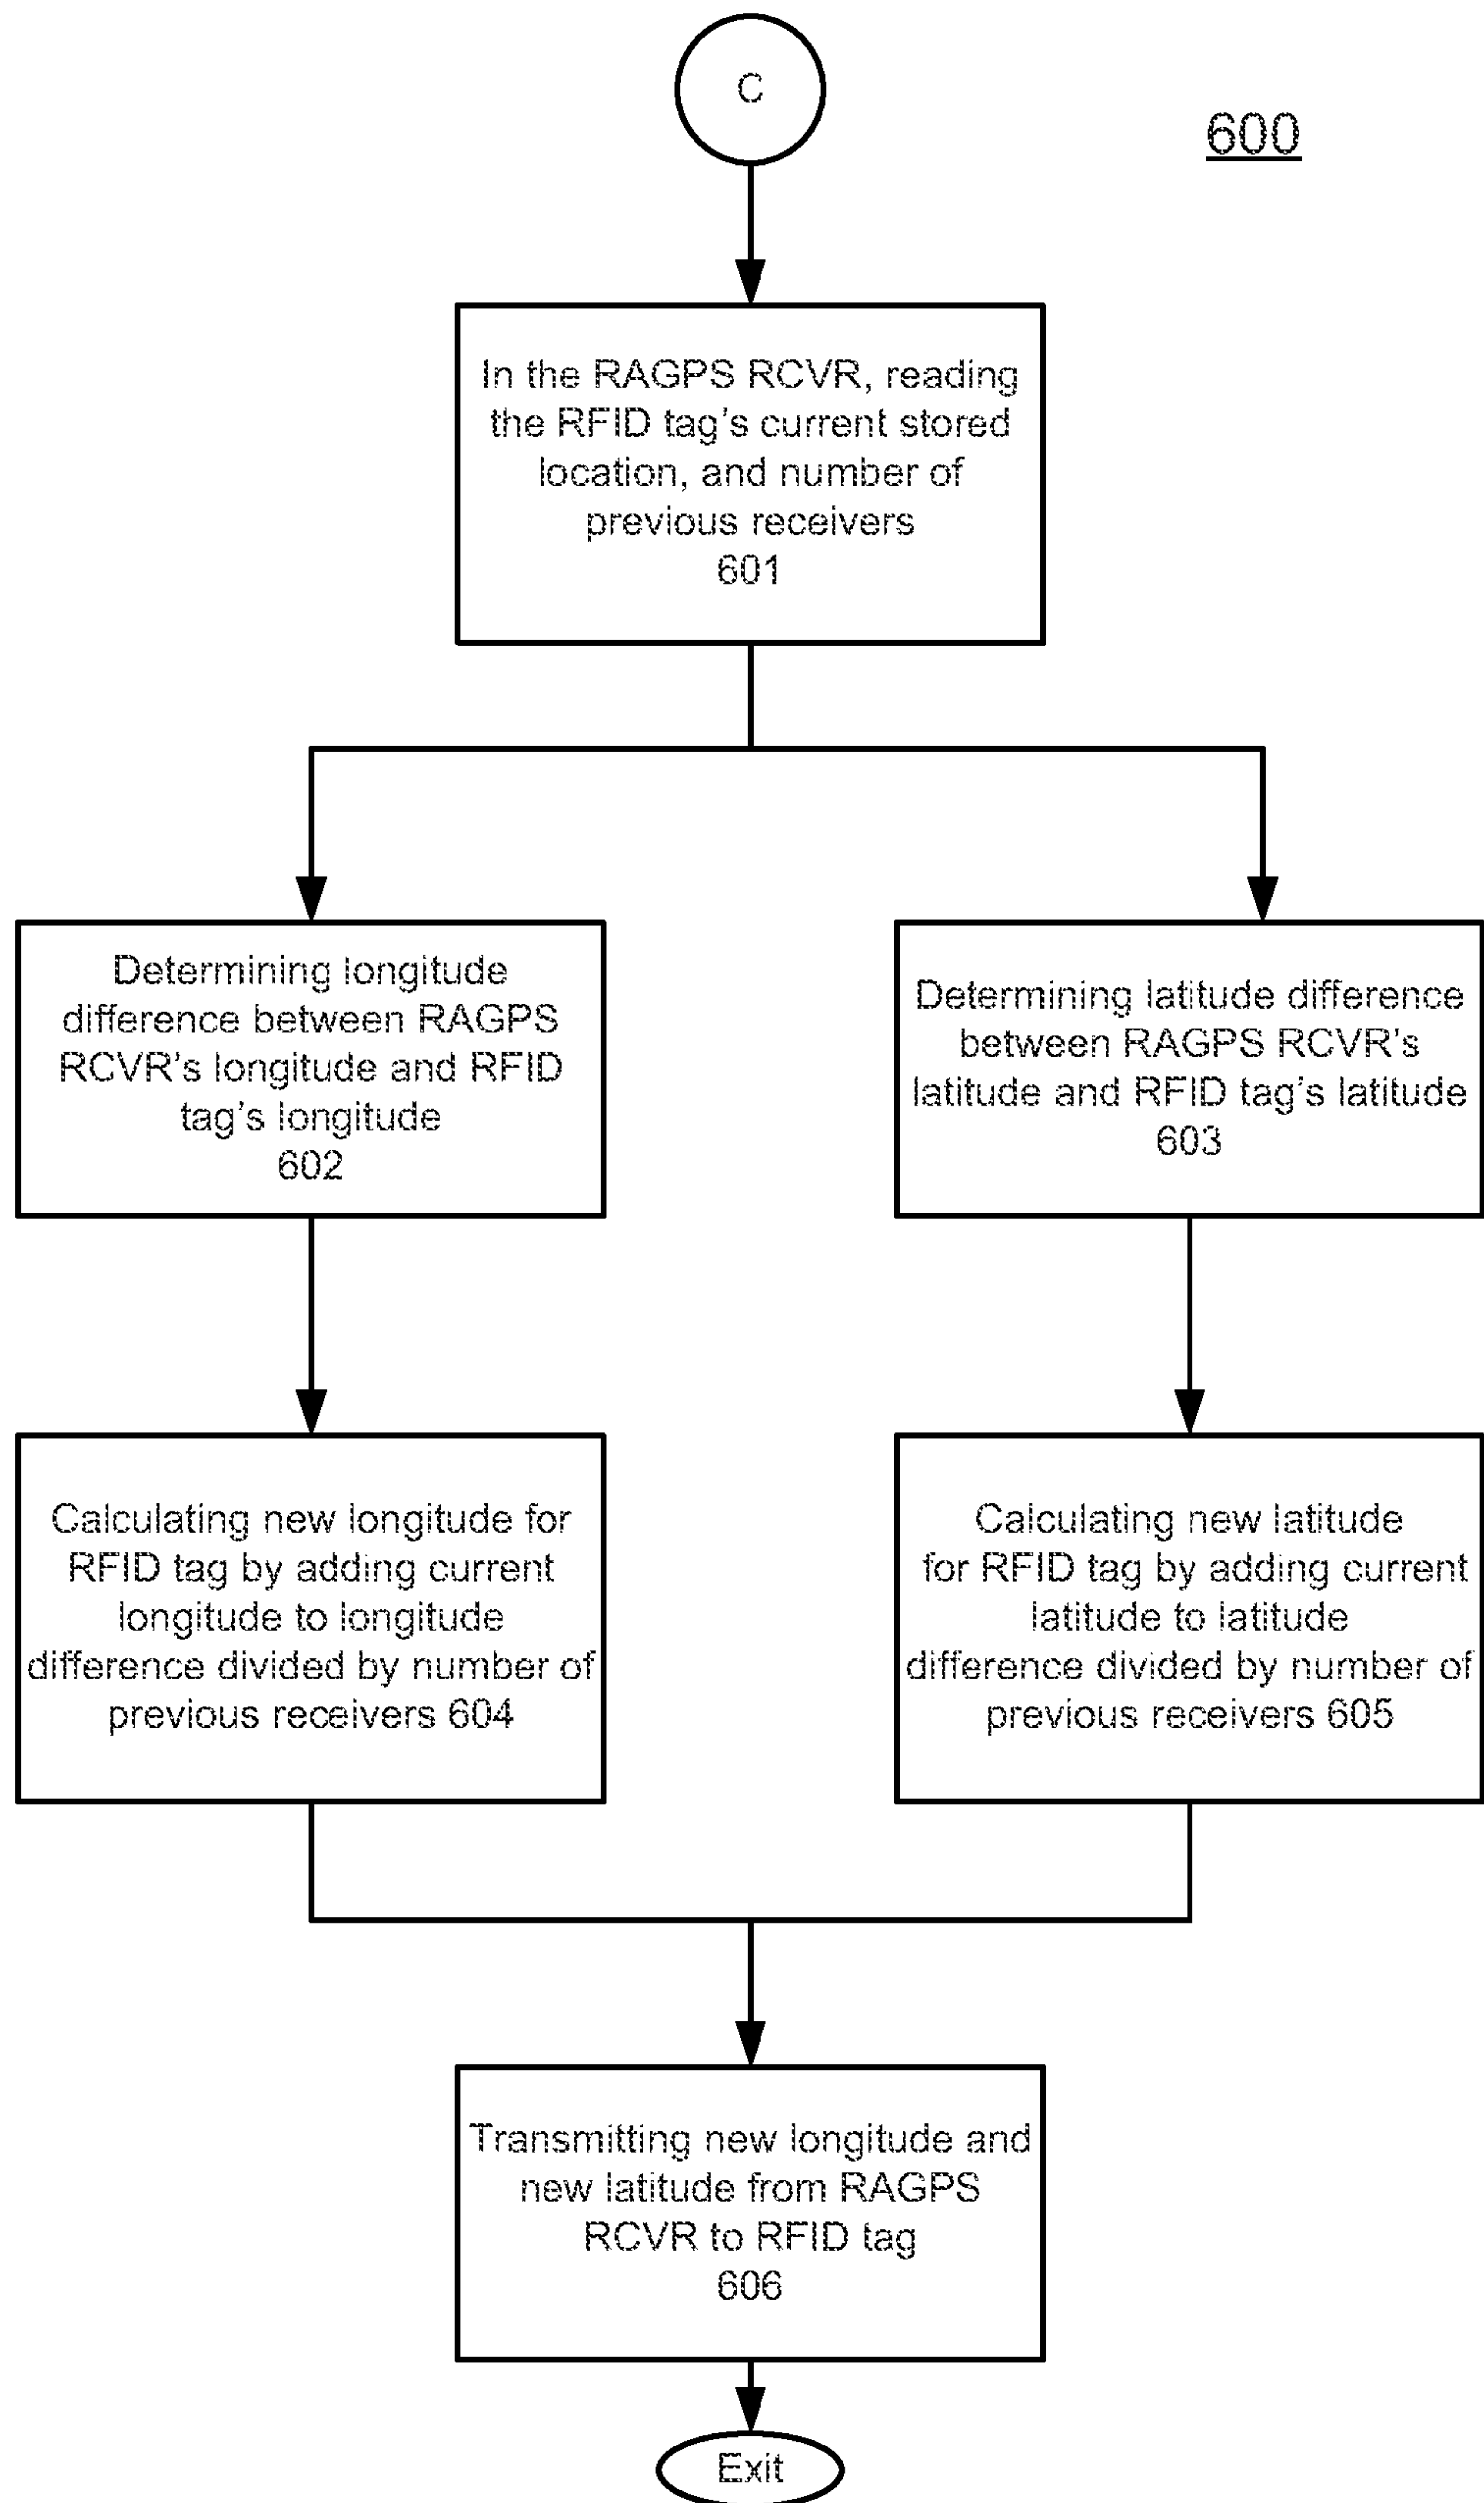 C
600
In the RAGPS RCVR, reading
the RFID tag's current stored
location, and number of
previous receivers
601
Determining longitude
difference between RAGPS
RCVR's longitude and RFID
tag's longitude
602
Determining latitude difference
between RAGPS RCVR's
latitude and RFID tag's latitude
603
Calculating new longitude for
RFID tag by adding current
longitude to longitude
difference divided by number of
previous receivers 604
Calculating new latitude
for RFID tag by adding current
latitude to latitude
difference divided by number of
previous receivers 605
Transmitting new longitude and
new latitude from RAGPS
RCVR to RFID tag
606
Exit